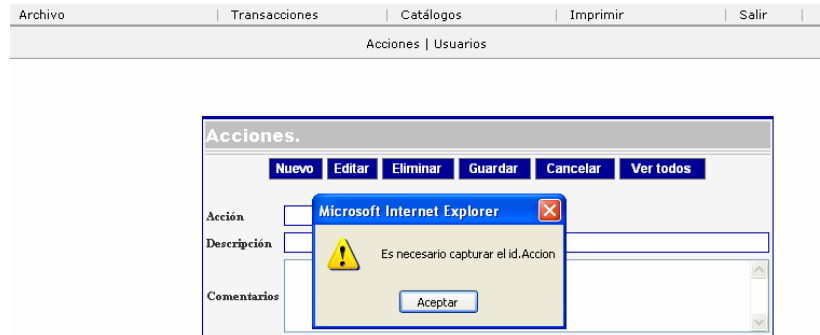 Archivo | Transacciones | Catálogos | Imprimir | Salir |
Acciones | Usuarios
Acciones.
Nuevo Editar Eliminar Guardar Cancelar Ver todos
Microsoft Internet Explorer
Acción
Descripción
Es necesario capturar el id.Accion
Comentarios
Aceptar